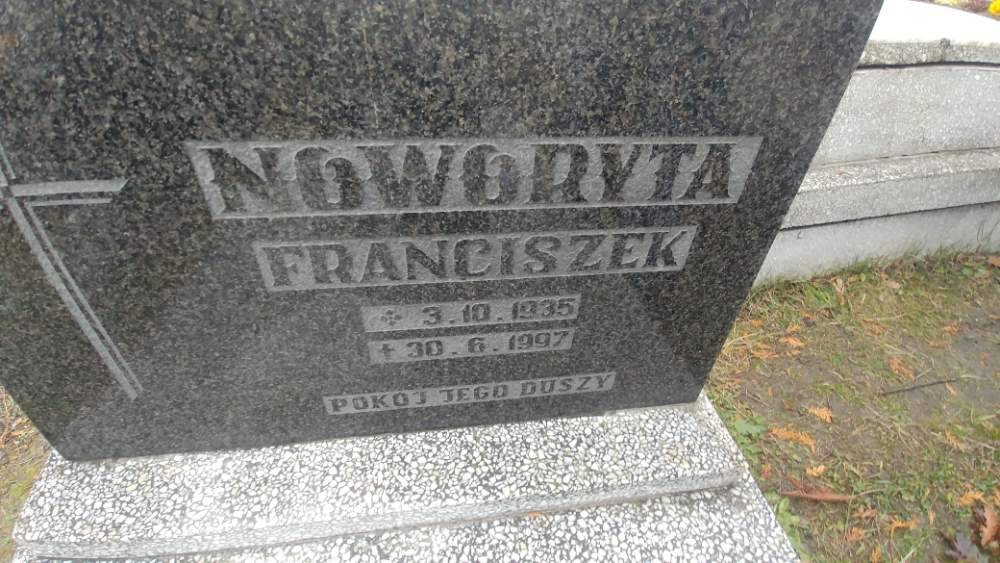 NOWORYTA
FRANCISZEK
÷ 3.10.1935
+ 30.6.1997
POKÓJ JEGO DUSZY